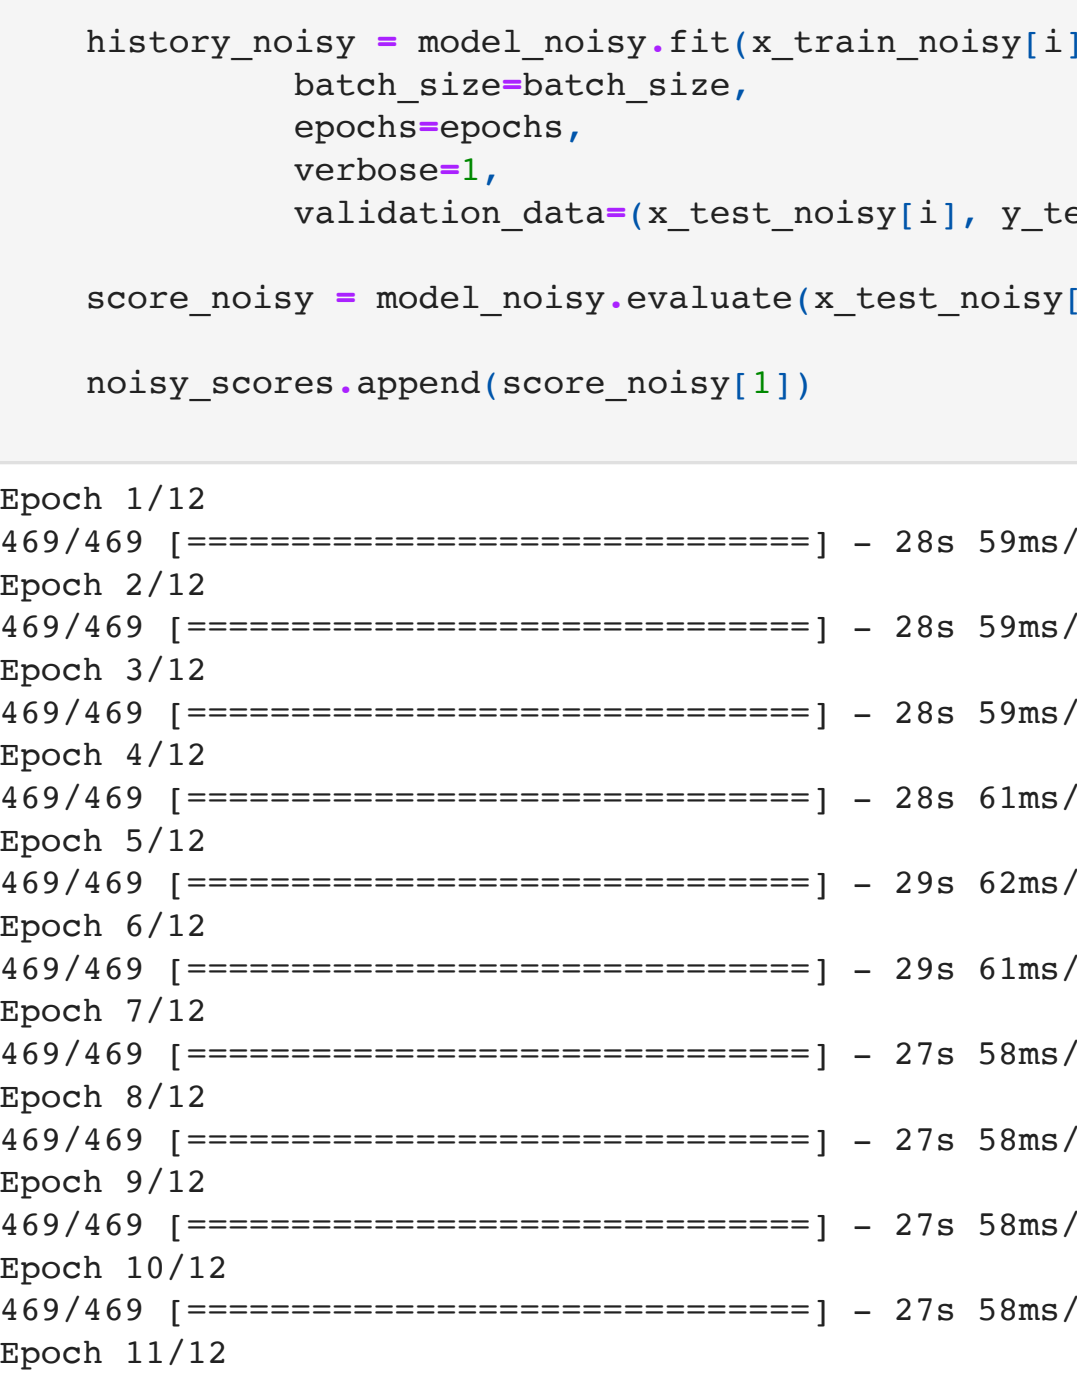 history_noisy = model_noisy.fit(x_train_noisy[i]
batch_size=batch_size,
epochs=epochs,
verbose=1,
validation_data=(x_test_noisy[i], y_te
score_noisy = model_noisy.evaluate(x_test_noisy[
noisy_scores.append(score_noisy[1])
Epoch 1/12
469/469 [==============================] - 28s 59ms/
Epoch 2/12
469/469 [==============================] - 28s 59ms/
Epoch 3/12
469/469 [==============================] - 28s 59ms/
Epoch 4/12
469/469 [==============================] - 28s 61ms/
Epoch 5/12
469/469 [==============================] - 29s 62ms/
Epoch 6/12
469/469 [==============================] - 29s 61ms/
Epoch 7/12
469/469 [==============================] - 27s 58ms/
Epoch 8/12
469/469 [==============================] - 27s 58ms/
Epoch 9/12
469/469 [==============================] - 27s 58ms/
Epoch 10/12
469/469 [==============================] - 27s 58ms/
Epoch 11/12